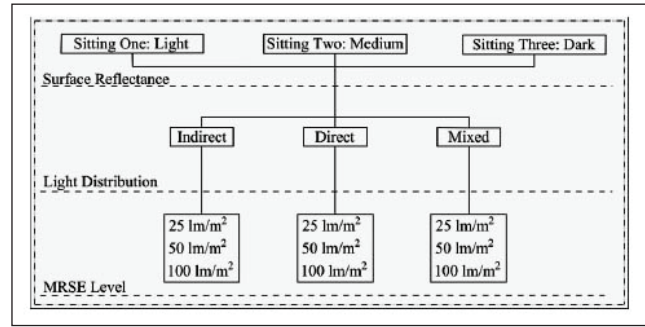 Sitting One: Light
Sitting Two: Medium
Sitting Three: Dark
Surface Reflectance
Indirect
Direct
Mixed
Light Distribution
25 lm/m²
50 lm/m²
100 lm/m²
25 lm/m²
50 lm/m²
100 lm/m²
25 lm/m²
50 lm/m²
100 lm/m²
MRSE Level